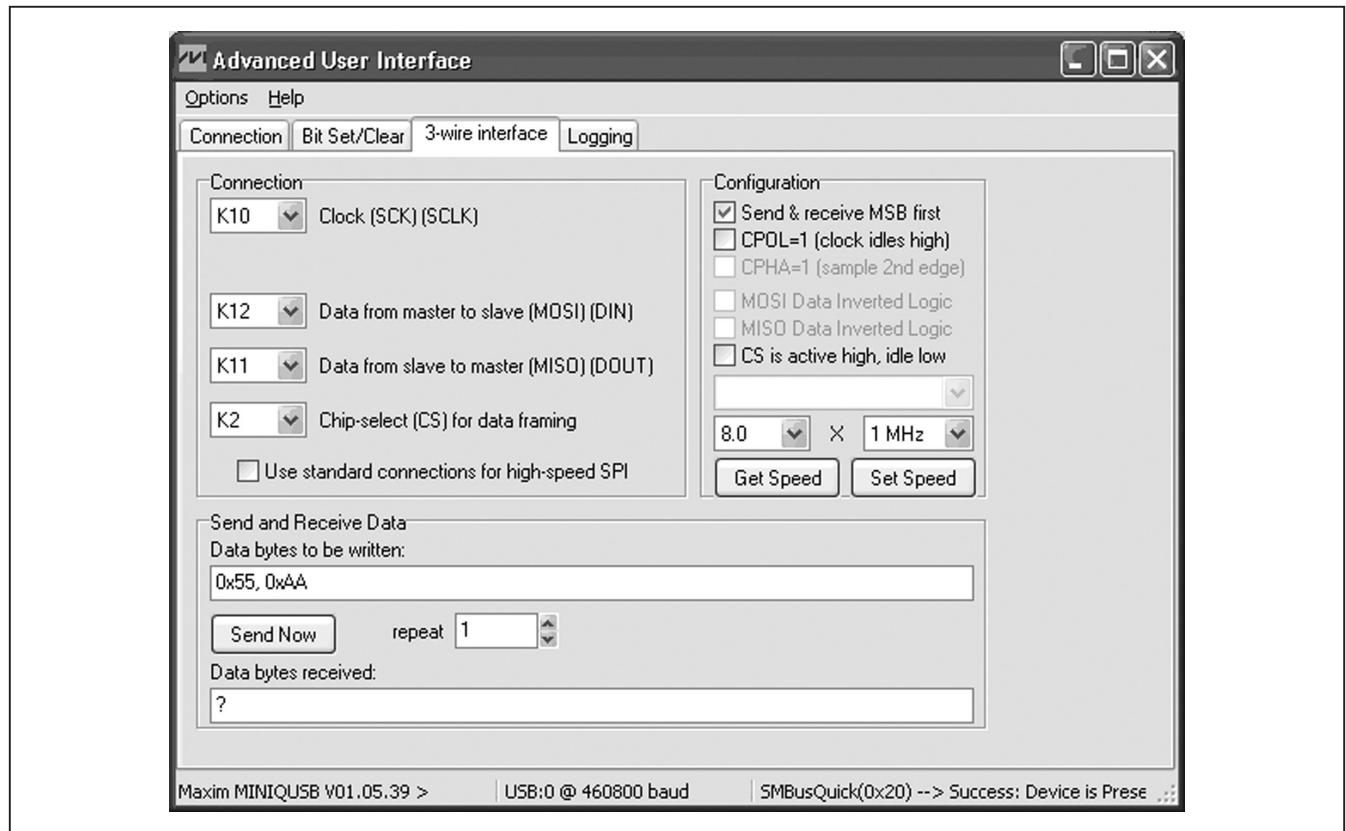 Advanced User Interface
Options Help
Connection Bit Set/Clear 3-wire interface Logging
Connection
K10 Clock (SCK) (SCLK)
K12 Data from master to slave (MOSI) (DIN)
K11 Data from slave to master (MISO) (DOUT)
K2 Chip-select (CS) for data framing
Use standard connections for high-speed SPI
Configuration
Send & receive MSB first
CPOL=1 (clock idles high)
CPHA=1 (sample 2nd edge)
MOSI Data Inverted Logic
MISO Data Inverted Logic
CS is active high, idle low
8.0 X 1 MHz
Get Speed Set Speed
Send and Receive Data
Data bytes to be written:
0x55, 0xAA
Send Now repeat 1
Data bytes received:
?
Maxim MINIQUSB V01.05.39 > USB:0 @ 460800 baud SMBusQuick(0x20) --> Success: Device is Prese